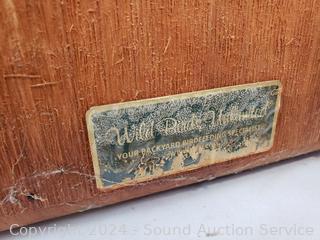 Wild Birds Unlimited
YOUR BACKYARD BIRDFEEDING SPECIALIST
Copyright 2024 - Sound Auction Service